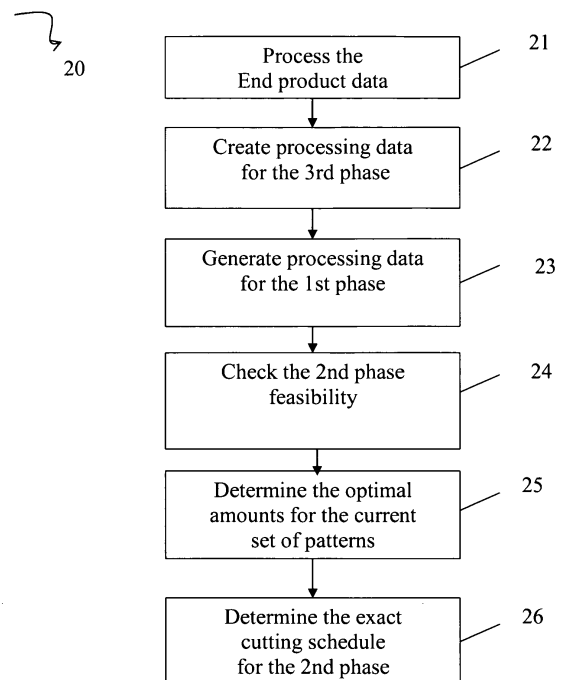 20
Process the
End product data
21
Create processing data
for the 3rd phase
22
Generate processing data
for the 1st phase
23
Check the 2nd phase
feasibility
24
Determine the optimal
amounts for the current
set of patterns
25
Determine the exact
cutting schedule
for the 2nd phase
26